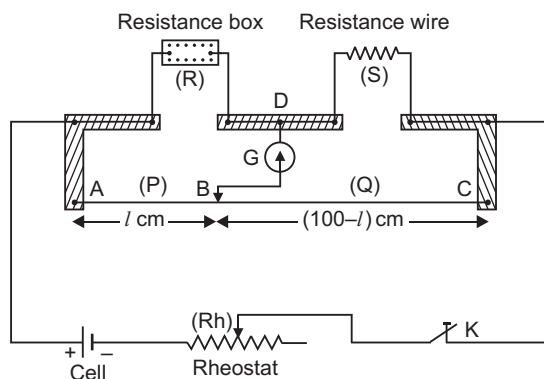 Resistance box Resistance wire
(R) (S)
D
G
A (P) B (Q) C
l cm (100–l) cm
(Rh) K
+ –
Cell Rheostat